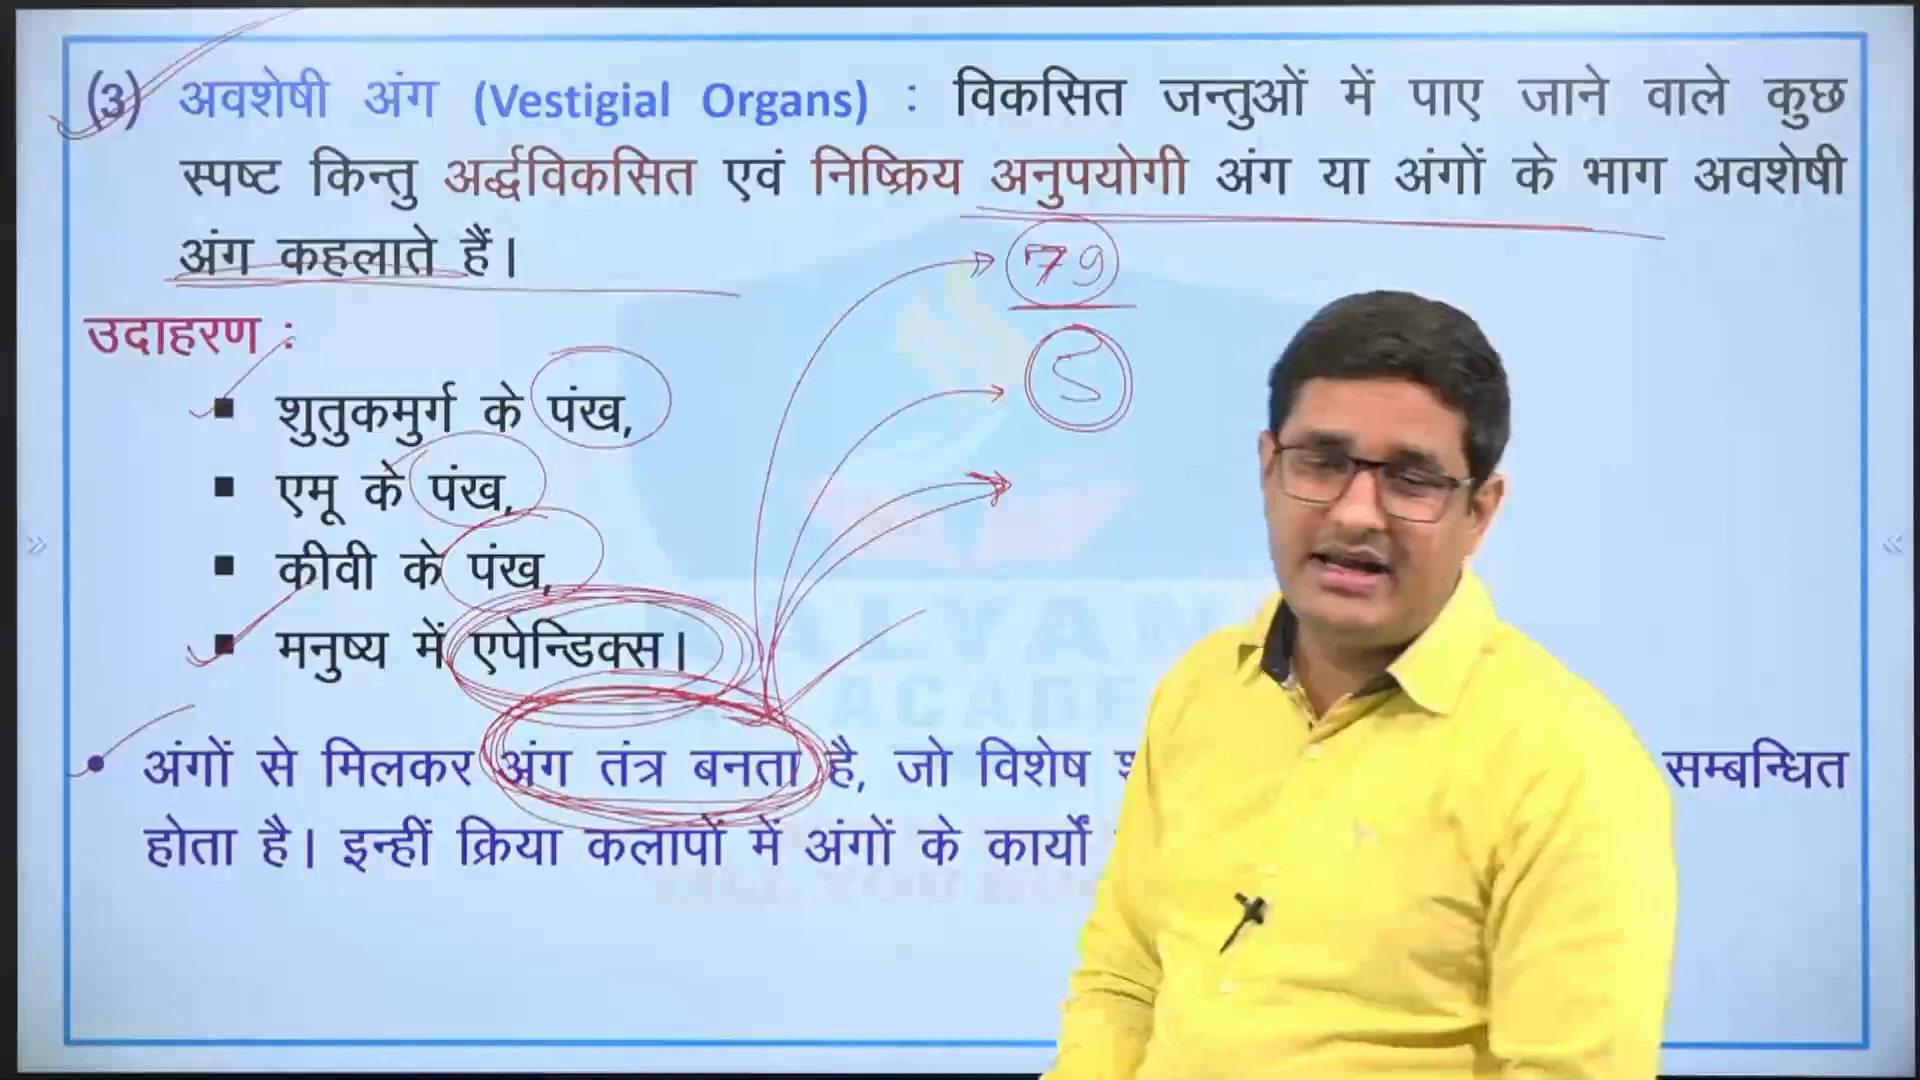 (3) अवशेषी अंग (Vestigial Organs) : विकसित जन्तुओं में पाए जाने वाले कुछ
स्पष्ट किन्तु अर्द्धविकसित एवं निष्क्रिय अनुपयोगी अंग या अंगों के भाग अवशेषी
अंग कहलाते हैं।
79
5
उदाहरण :
▪ शुतुकमुर्ग के पंख,
▪ एमू के पंख,
▪ कीवी के पंख,
▪ मनुष्य में एपेन्डिक्स।
• अंगों से मिलकर अंग तंत्र बनता है, जो विशेष सम्बन्धित
होता है। इन्हीं क्रिया कलापों में अंगों के कार्यों